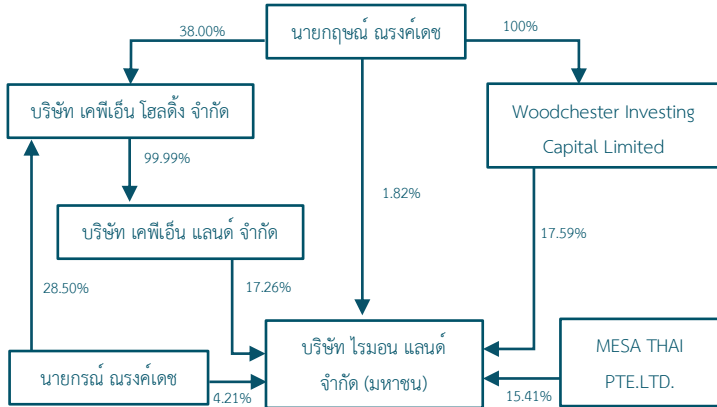 38.00%
นายกฤษณ์ ณรงค์เดช
100%
บริษัท เคพีเอ็น โฮลดิ้ง จำกัด
Woodchester Investing
Capital Limited
99.99%
1.82%
บริษัท เคพีเอ็น แลนด์ จำกัด
17.59%
28.50%
17.26%
บริษัท ไรมอน แลนด์
จำกัด (มหาชน)
MESA THAI
PTE.LTD.
นายกรณ์ ณรงค์เดช
4.21%
15.41%